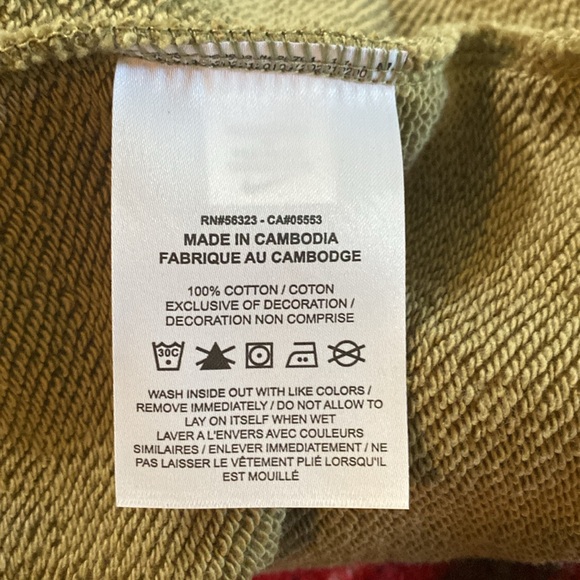 RN#56323 - CA#05553
MADE IN CAMBODIA
FABRIQUE AU CAMBODGE
100% COTTON / COTON
EXCLUSIVE OF DECORATION /
DECORATION NON COMPRISE
30C
WASH INSIDE OUT WITH LIKE COLORS /
REMOVE IMMEDIATELY / DO NOT ALLOW TO
LAY ON ITSELF WHEN WET
LAVER A L'ENVERS AVEC COULEURS
SIMILAIRES / ENLEVER IMMEDIATEMENT / NE
PAS LAISSER LE VÊTEMENT PLIÉ LORSQU'IL
EST MOUILLÉ